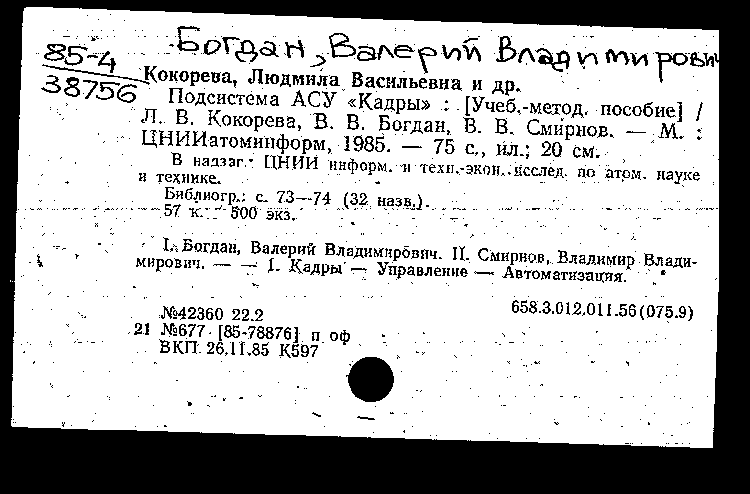 Богдан, Валерий Владимирович
85-4
38756
Кокорева, Людмила Васильевна и др.
Подсистема АСУ «Кадры» : [Учеб.-метод. пособие] /
Л. В. Кокорева, В. В. Богдан, В. В. Смирнов. — М. :
ЦНИИатоминформ, 1985. — 75 с., ил.; 20 см.
В надзаг.: ЦНИИ информ. и техн.-экон. исслед. по атом. науке
и технике.
Библиогр.: с. 73—74 (32 назв.).
57 к. 500 экз.
I. Богдан, Валерий Владимирович. II. Смирнов, Владимир Влади-
мирович. — — 1. Кадры — Управление — Автоматизация.
658.3.012.011.56(075.9)
№42360 22.2
21 №677 [85-78876] п оф
ВКП 26.11.85 К597